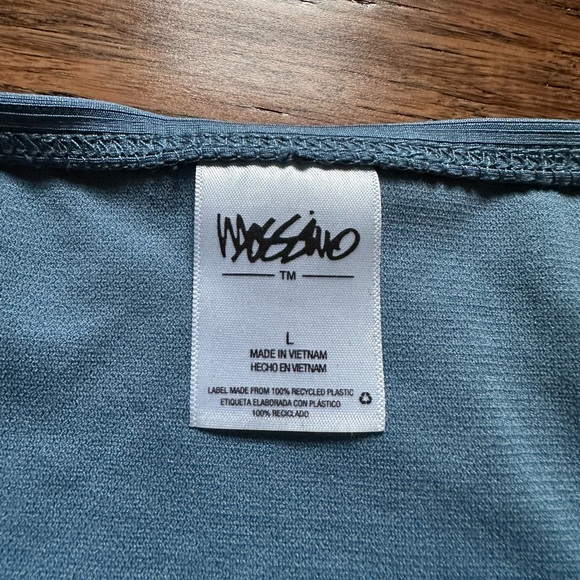 Mossimo
TM
L
MADE IN VIETNAM
HECHO EN VIETNAM
LABEL MADE FROM 100% RECYCLED PLASTIC
ETIQUETA ELABORADA CON PLÁSTICO
100% RECICLADO